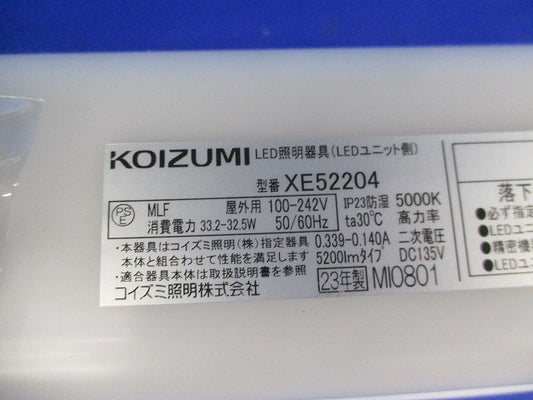 KOIZUMI LED照明器具(LEDユニット側)
型番 XE52204
PS E MLF 屋外用 100-242V IP23防湿 5000K
消費電力 33.2-32.5W 50/60Hz ta30℃ 高力率
・本器具はコイズミ照明(株)指定器具 0.339-0.140A 二次電圧
本体と組合わせて性能を満足します 5200lmタイプ DC135V
・適合器具本体は取扱説明書を参照 23年製 MI0801
コイズミ照明株式会社
落下
●必ず指定
●LEDユニ
●精密機
●LEDユ